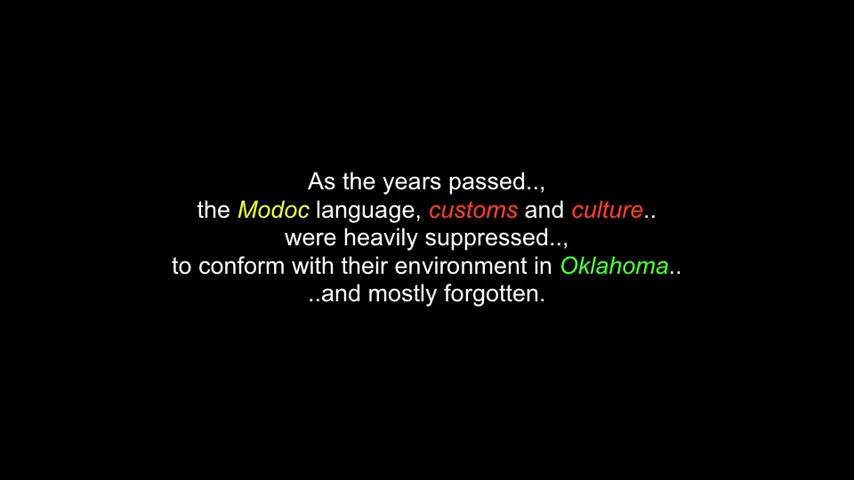 As the years passed..,
the Modoc language, customs and culture..
were heavily suppressed..,
to conform with their environment in Oklahoma..
..and mostly forgotten.